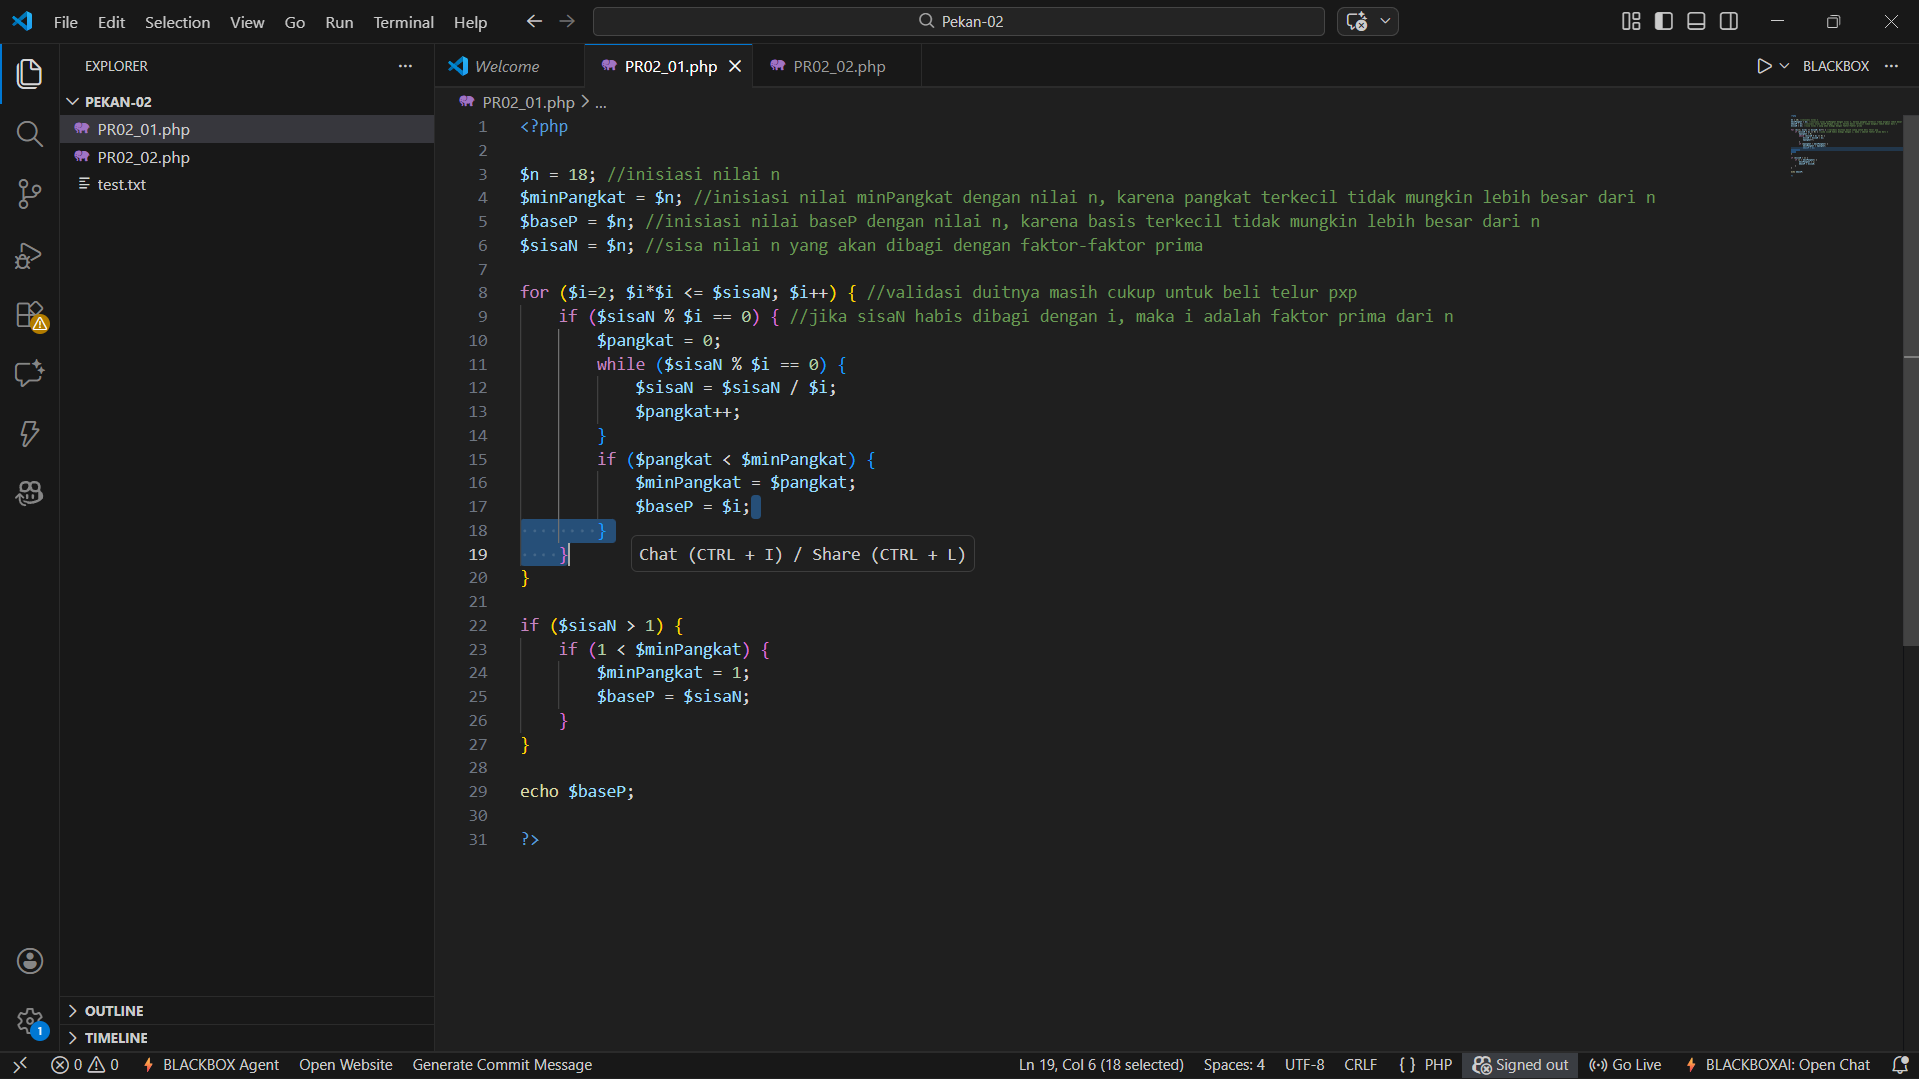 File Edit Selection View Go Run Terminal Help
Pekan-02
EXPLORER
PEKAN-02
PR02_01.php
PR02_02.php
test.txt
OUTLINE
TIMELINE
Welcome PR02_01.php PR02_02.php BLACKBOX
PR02_01.php > ...
1 <?php
2
3 $n = 18; //inisiasi nilai n
4 $minPangkat = $n; //inisiasi nilai minPangkat dengan nilai n, karena pangkat terkecil tidak mungkin lebih besar dari n
5 $baseP = $n; //inisiasi nilai baseP dengan nilai n, karena basis terkecil tidak mungkin lebih besar dari n
6 $sisaN = $n; //sisa nilai n yang akan dibagi dengan faktor-faktor prima
7
8 for ($i=2; $i*$i <= $sisaN; $i++) { //validasi duitnya masih cukup untuk beli telur pxp
9 if ($sisaN % $i == 0) { //jika sisaN habis dibagi dengan i, maka i adalah faktor prima dari n
10 $pangkat = 0;
11 while ($sisaN % $i == 0) {
12 $sisaN = $sisaN / $i;
13 $pangkat++;
14 }
15 if ($pangkat < $minPangkat) {
16 $minPangkat = $pangkat;
17 $baseP = $i;
18 }
19 }
Chat (CTRL + I) / Share (CTRL + L)
20 }
21
22 if ($sisaN > 1) {
23 if (1 < $minPangkat) {
24 $minPangkat = 1;
25 $baseP = $sisaN;
26 }
27 }
28
29 echo $baseP;
30
31 ?>
1
0 0 BLACKBOX Agent Open Website Generate Commit Message Ln 19, Col 6 (18 selected) Spaces: 4 UTF-8 CRLF { } PHP Signed out Go Live BLACKBOXAI: Open Chat